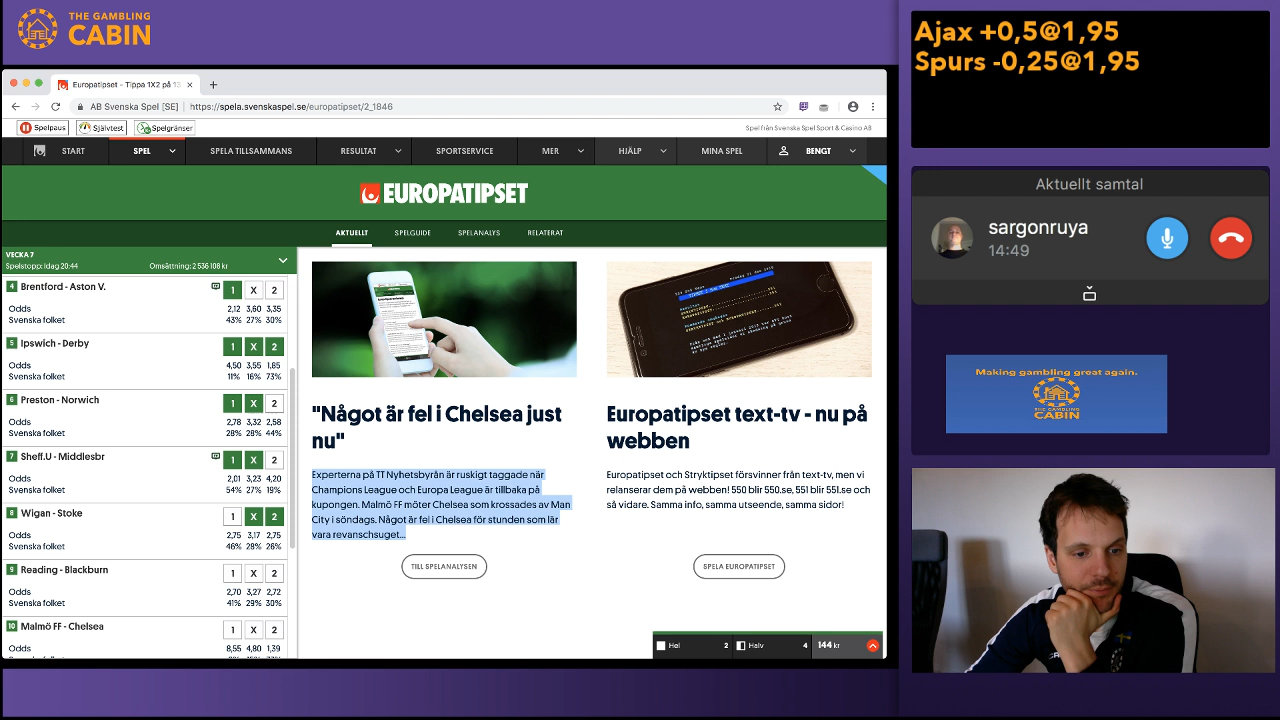 THE GAMBLING
CABIN
Europatipset - Tippa 1X2 på 13
AB Svenska Spel [SE] | https://spela.svenskaspel.se/europatipset/2_1846
Spelpaus
Självtest
Spelgränser
Spel från Svenska Spel Sport & Casino AB
START
SPEL
SPELA TILLSAMMANS
RESULTAT
SPORTSERVICE
MER
HJÄLP
MINA SPEL
BENGT
EUROPATIPSET
AKTUELLT
SPELGUIDE
SPELANALYS
RELATERAT
VECKA 7
Spelstopp: Idag 20:44 Omsättning: 2 536 108 kr
4 Brentford - Aston V. 1 X 2
Odds 2,12 3,60 3,35
Svenska folket 43% 27% 30%
5 Ipswich - Derby 1 X 2
Odds 4,50 3,55 1,85
Svenska folket 11% 16% 73%
6 Preston - Norwich 1 X 2
Odds 2,78 3,32 2,58
Svenska folket 28% 28% 44%
7 Sheff.U - Middlesbr 1 X 2
Odds 2,01 3,23 4,20
Svenska folket 54% 27% 19%
8 Wigan - Stoke 1 X 2
Odds 2,75 3,17 2,75
Svenska folket 46% 28% 26%
9 Reading - Blackburn 1 X 2
Odds 2,70 3,27 2,72
Svenska folket 41% 29% 30%
10 Malmö FF - Chelsea 1 X 2
Odds 8,55 4,80 1,39
"Något är fel i Chelsea just
nu"
Experterna på TT Nyhetsbyrån är ruskigt taggade när
Champions League och Europa League är tillbaka på
kupongen. Malmö FF möter Chelsea som krossades av Man
City i söndags. Något är fel i Chelsea för stunden som lär
vara revanschsuget...
TILL SPELANALYSEN
Europatipset text-tv - nu på
webben
Europatipset och Stryktipset försvinner från text-tv, men vi
relanserar dem på webben! 550 blir 550.se, 551 blir 551.se och
så vidare. Samma info, samma utseende, samma sidor!
SPELA EUROPATIPSET
Hel 2
Halv 4
144 kr
Ajax +0,5@1,95
Spurs -0,25@1,95
Aktuellt samtal
sargonruya
14:49
Making gambling great again.
THE GAMBLING
CABIN